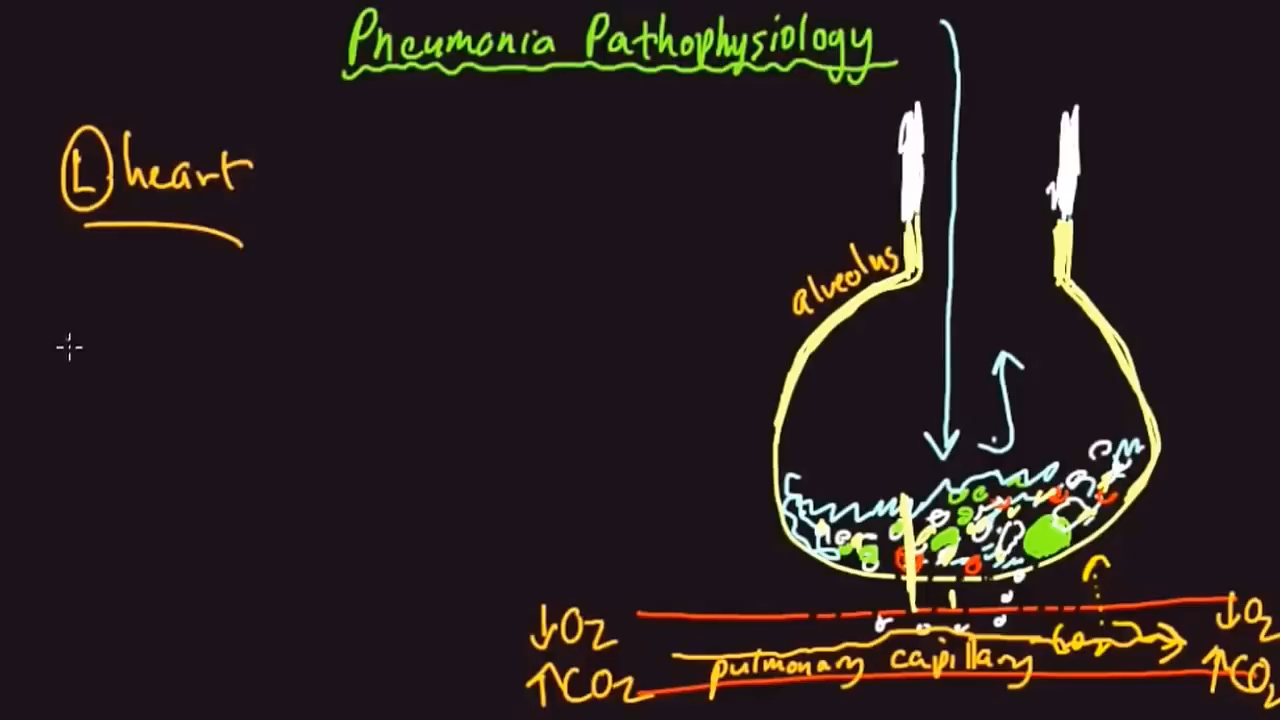 Pneumonia Pathophysiology
L heart
alveolus
↓O2
↑CO2
pulmonary capillary
↓O2
↑CO2